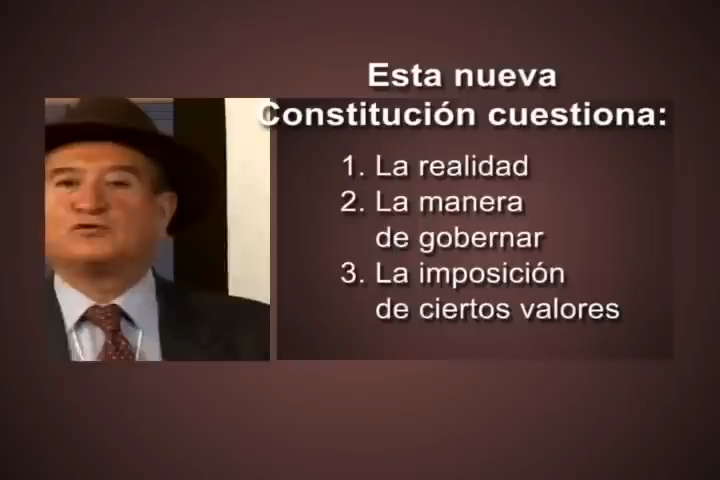 Esta nueva
Constitución cuestiona:
1. La realidad
2. La manera
de gobernar
3. La imposición
de ciertos valores